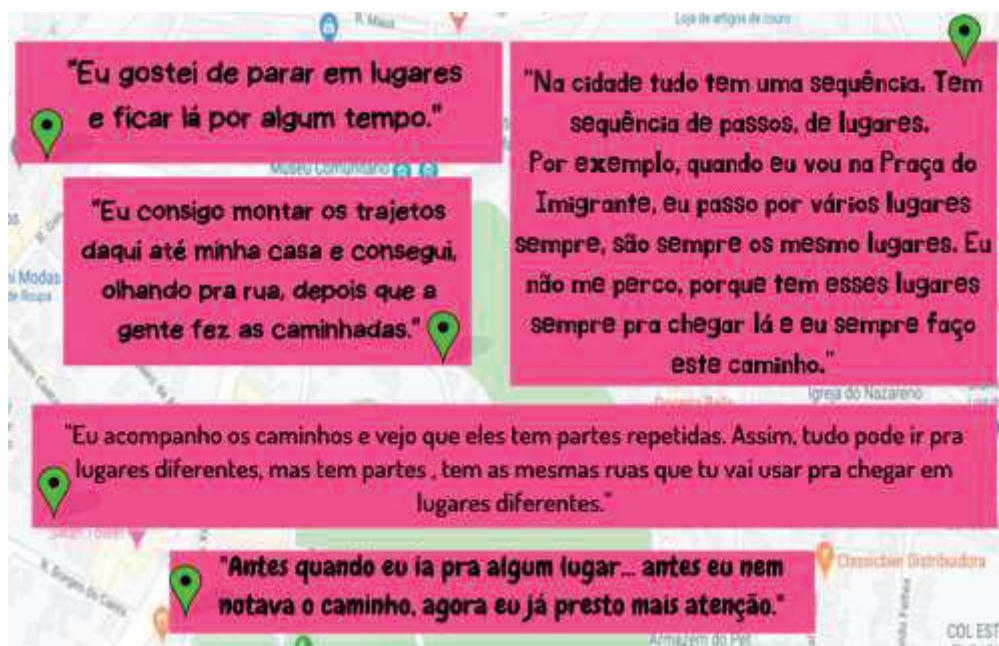 R. Mauá
Loja de artigos de couro
"Eu gostei de parar em lugares
e ficar lá por algum tempo."
"Na cidade tudo tem uma sequência. Tem
sequência de passos, de lugares.
Por exemplo, quando eu vou na Praça do
Imigrante, eu passo por vários lugares
sempre, são sempre os mesmo lugares. Eu
não me perco, porque tem esses lugares
sempre pra chegar lá e eu sempre faço
este caminho."
Museu Comunitário
"Eu consigo montar os trajetos
daqui até minha casa e consegui,
olhando pra rua, depois que a
gente fez as caminhadas."
Modas
de Roupa
Igreja do Nazareno
"Eu acompanho os caminhos e vejo que eles tem partes repetidas. Assim, tudo pode ir pra
lugares diferentes, mas tem partes , tem as mesmas ruas que tu vai usar pra chegar em
lugares diferentes."
"Antes quando eu ia pra algum lugar... antes eu nem
notava o caminho, agora eu já presto mais atenção."
Classicbier Distribuidora
Armazém do Pet
COL EST